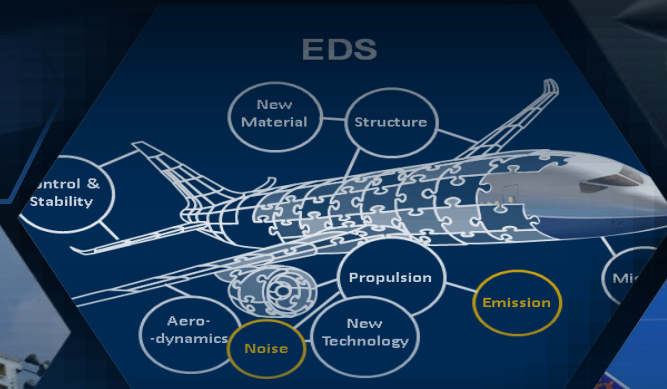 EDS
New
Material
Structure
ontrol &
Stability
Propulsion
Emission
Aero-
-dynamics
Noise
New
Technology